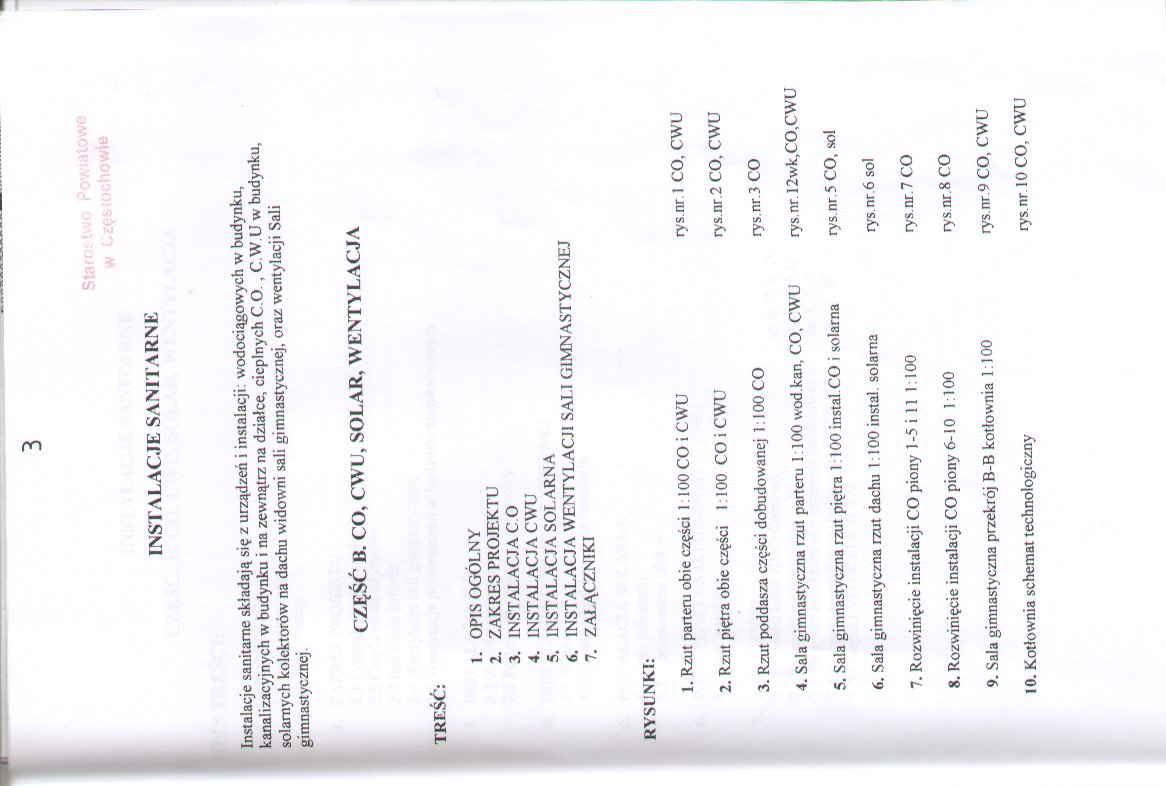 3
Starostwo Powiatowe
w Częstochowie
INSTALACJE SANITARNE
Instalacje sanitarne składają się z urządzeń i instalacji: wodociągowych w budynku,
kanalizacyjnych w budynku i na zewnątrz na działce, cieplnych C.O. , C.W.U w budynku,
solarnych kolektorów na dachu widowni sali gimnastycznej, oraz wentylacji Sali
gimnastycznej.
CZĘŚĆ B. CO, CWU, SOLAR, WENTYLACJA
TREŚĆ:
1. OPIS OGÓLNY
2. ZAKRES PROJEKTU
3. INSTALACJA C.O
4. INSTALACJA CWU
5. INSTALACJA SOLARNA
6. INSTALACJA WENTYLACJI SALI GIMNASTYCZNEJ
7. ZAŁĄCZNIKI
RYSUNKI:
1. Rzut parteru obie części 1:100 CO i CWU rys.nr.1 CO, CWU
2. Rzut piętra obie części 1:100 CO i CWU rys.nr.2 CO, CWU
3. Rzut poddasza części dobudowanej 1:100 CO rys.nr.3 CO
4. Sala gimnastyczna rzut parteru 1:100 wod.kan, CO, CWU rys.nr.12wk,CO,CWU
5. Sala gimnastyczna rzut piętra 1:100 instal.CO i solarna rys.nr.5 CO, sol
6. Sala gimnastyczna rzut dachu 1:100 instal. solarna rys.nr.6 sol
7. Rozwinięcie instalacji CO piony 1-5 i 11 1:100 rys.nr.7 CO
8. Rozwinięcie instalacji CO piony 6-10 1:100 rys.nr.8 CO
9. Sala gimnastyczna przekrój B-B kotłownia 1:100 rys.nr.9 CO, CWU
10. Kotłownia schemat technologiczny rys.nr.10 CO, CWU